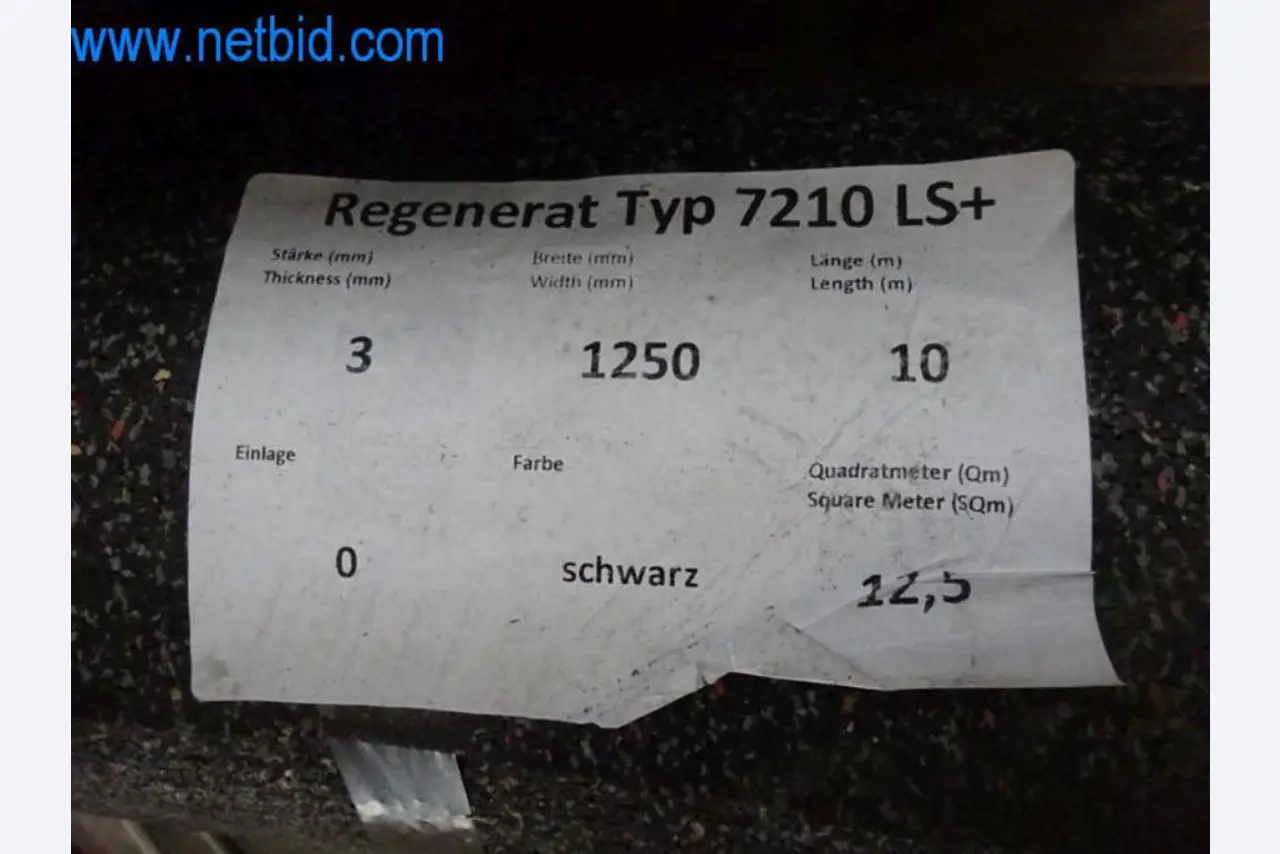 www.netbid.com
Regenerat Typ 7210 LS+
Stärke (mm)
Thickness (mm)
Breite (mm)
Width (mm)
Länge (m)
Length (m)
3
1250
10
Einlage
Farbe
Quadratmeter (Qm)
Square Meter (SQm)
0
schwarz
12,5